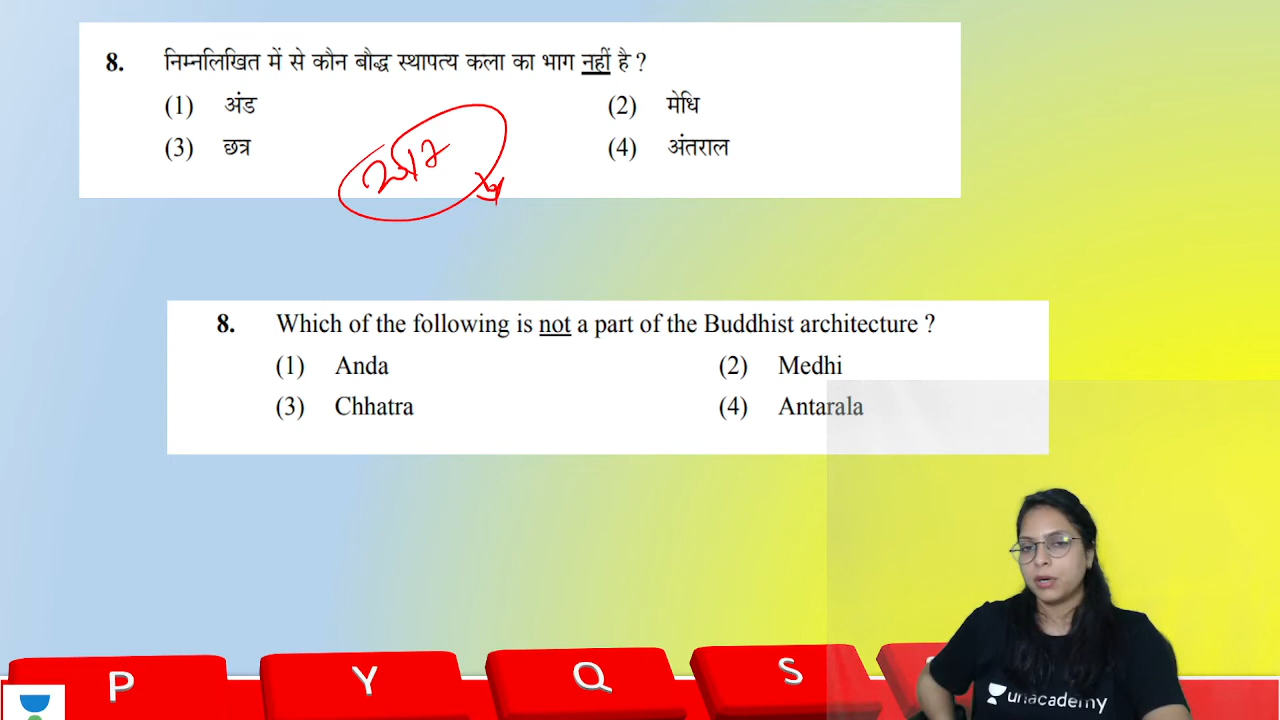 8. निम्नलिखित में से कौन बौद्ध स्थापत्य कला का भाग नहीं है ?
(1) अंड (2) मेधि
(3) छत्र (4) अंतराल
2017
8. Which of the following is not a part of the Buddhist architecture ?
(1) Anda (2) Medhi
(3) Chhatra (4) Antarala
unacademy
P Y Q S